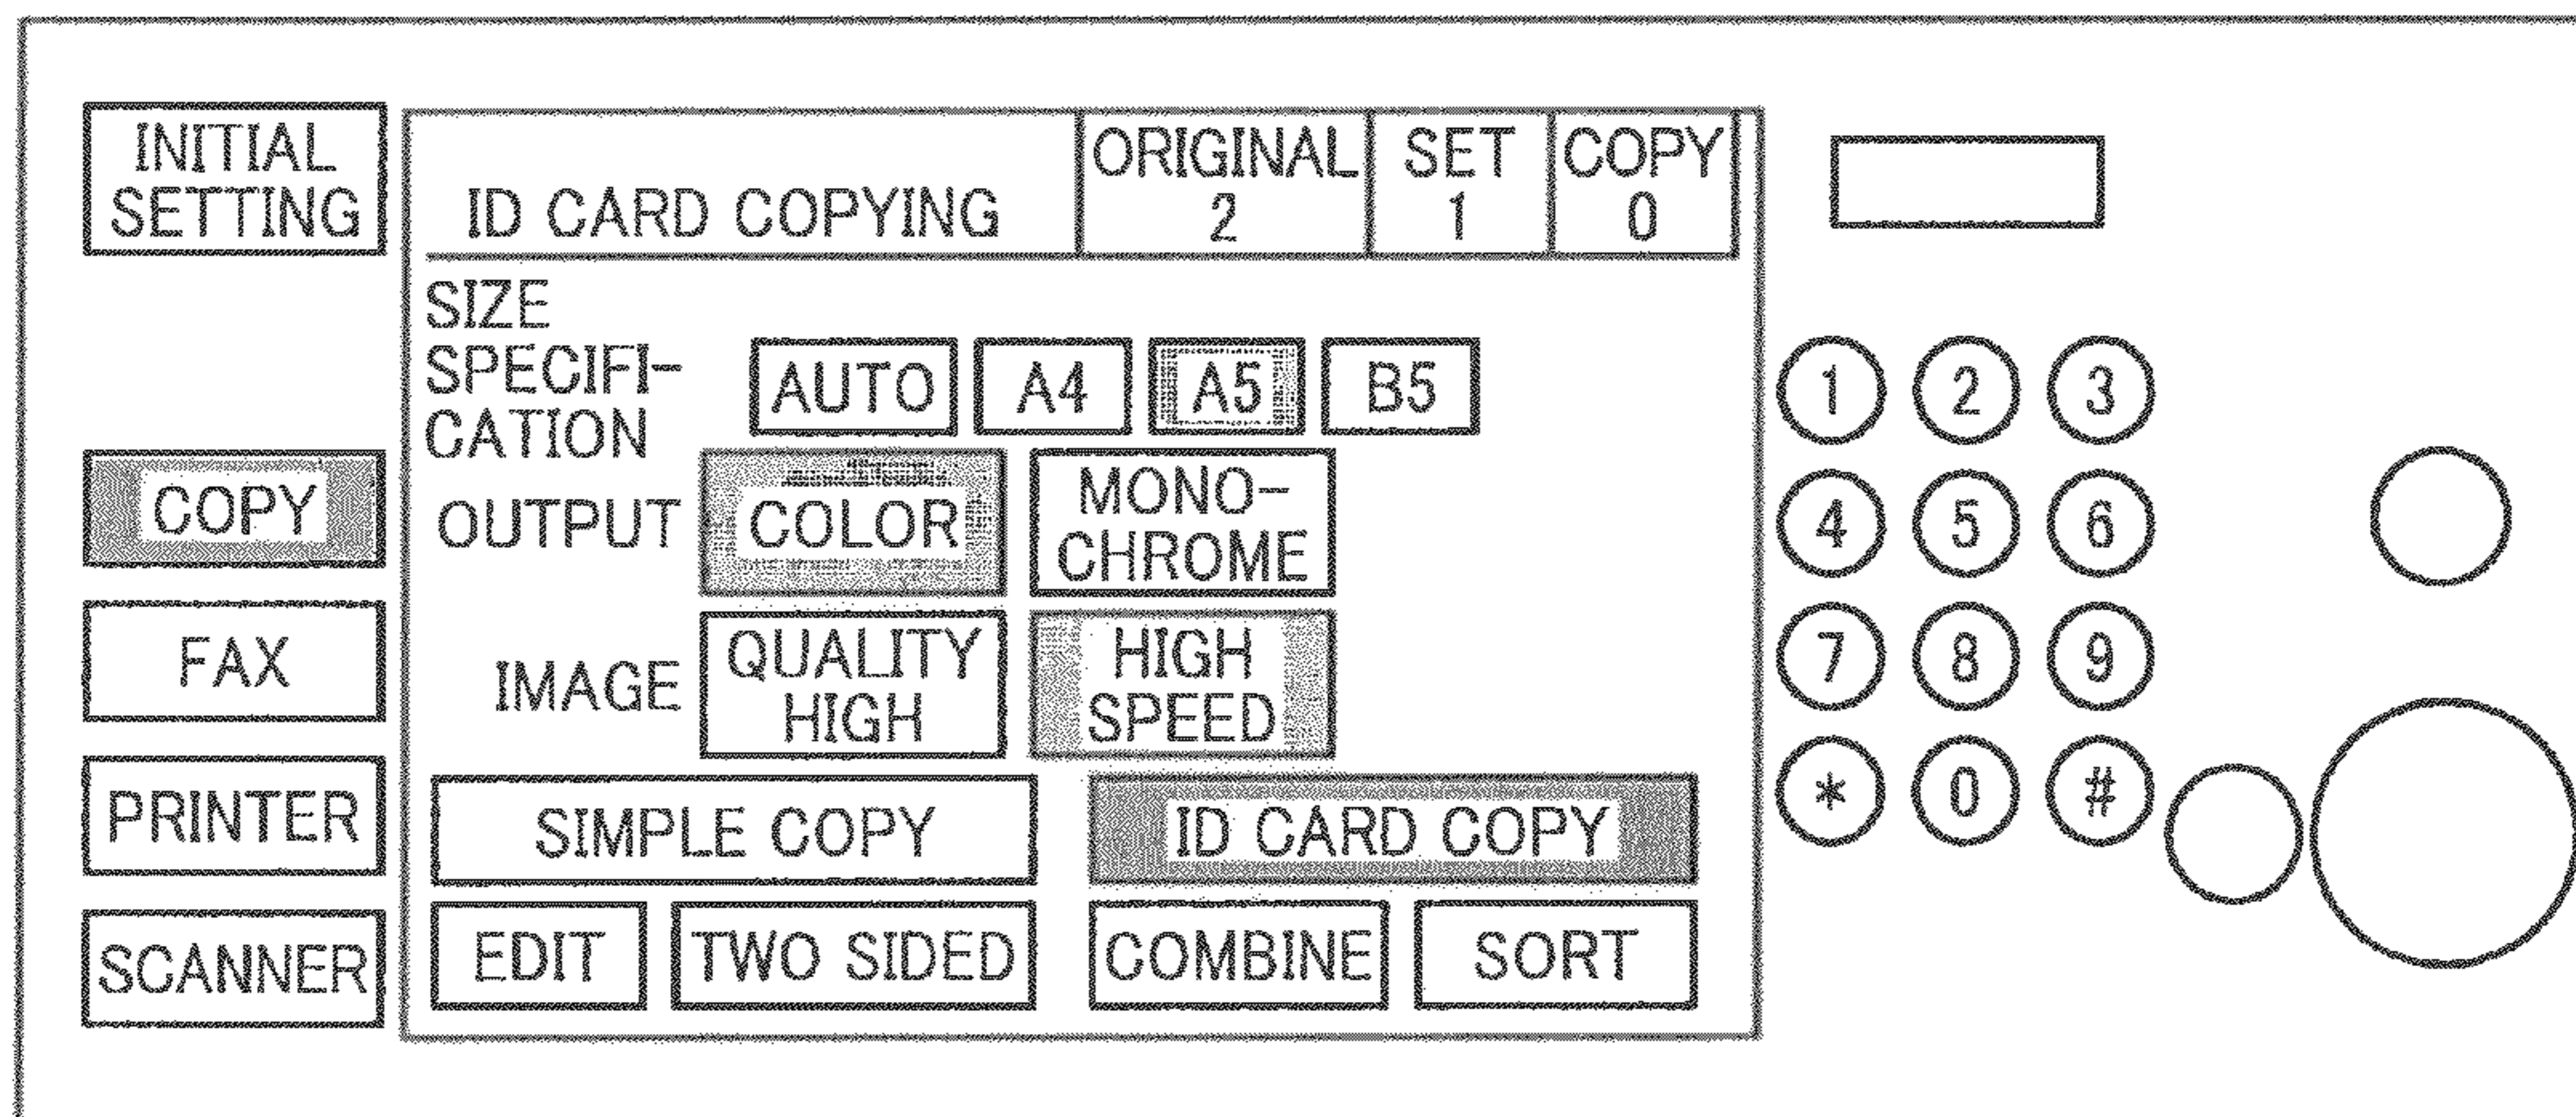 INITIAL
SETTING
COPY
FAX
PRINTER
SCANNER
ID CARD COPYING
ORIGINAL
2
SET
1
COPY
0
SIZE
SPECIFI-
CATION
AUTO A4 A5 B5
OUTPUT
COLOR
MONO-
CHROME
IMAGE
QUALITY
HIGH
HIGH
SPEED
SIMPLE COPY
ID CARD COPY
EDIT
TWO SIDED
COMBINE
SORT
1 2 3
4 5 6
7 8 9
* 0 #